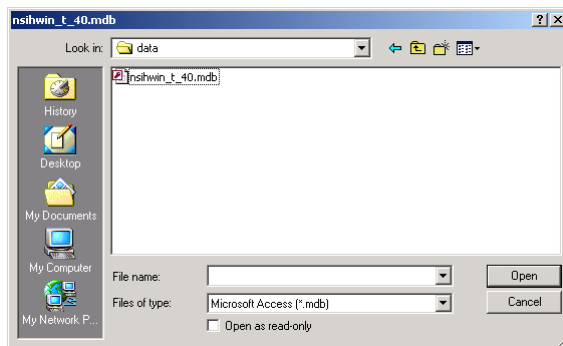 nsihwin_t_40.mdb
Look in:
data
nsihwin_t_40.mdb
History
Desktop
My Documents
My Computer
My Network P...
File name:
Open
Files of type:
Microsoft Access (*.mdb)
Cancel
Open as read-only